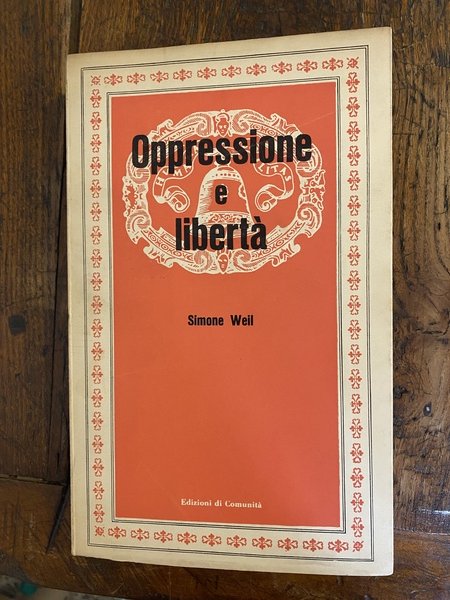 Oppressione
e
libertà
Simone Weil
Edizioni di Comunità